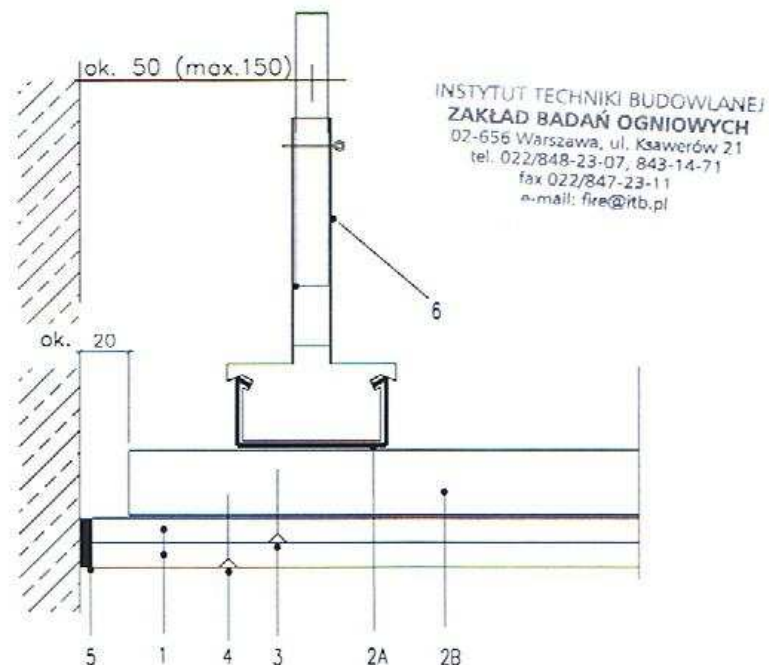 ok. 50 (max.150)
INSTYTUT TECHNIKI BUDOWLANEJ
ZAKŁAD BADAŃ OGNIOWYCH
02-656 Warszawa, ul. Ksawerów 21
tel. 022/848-23-07, 843-14-71
fax 022/847-23-11
e-mail: fire@itb.pl
6
ok. 20
5 1 4 3 2A 2B